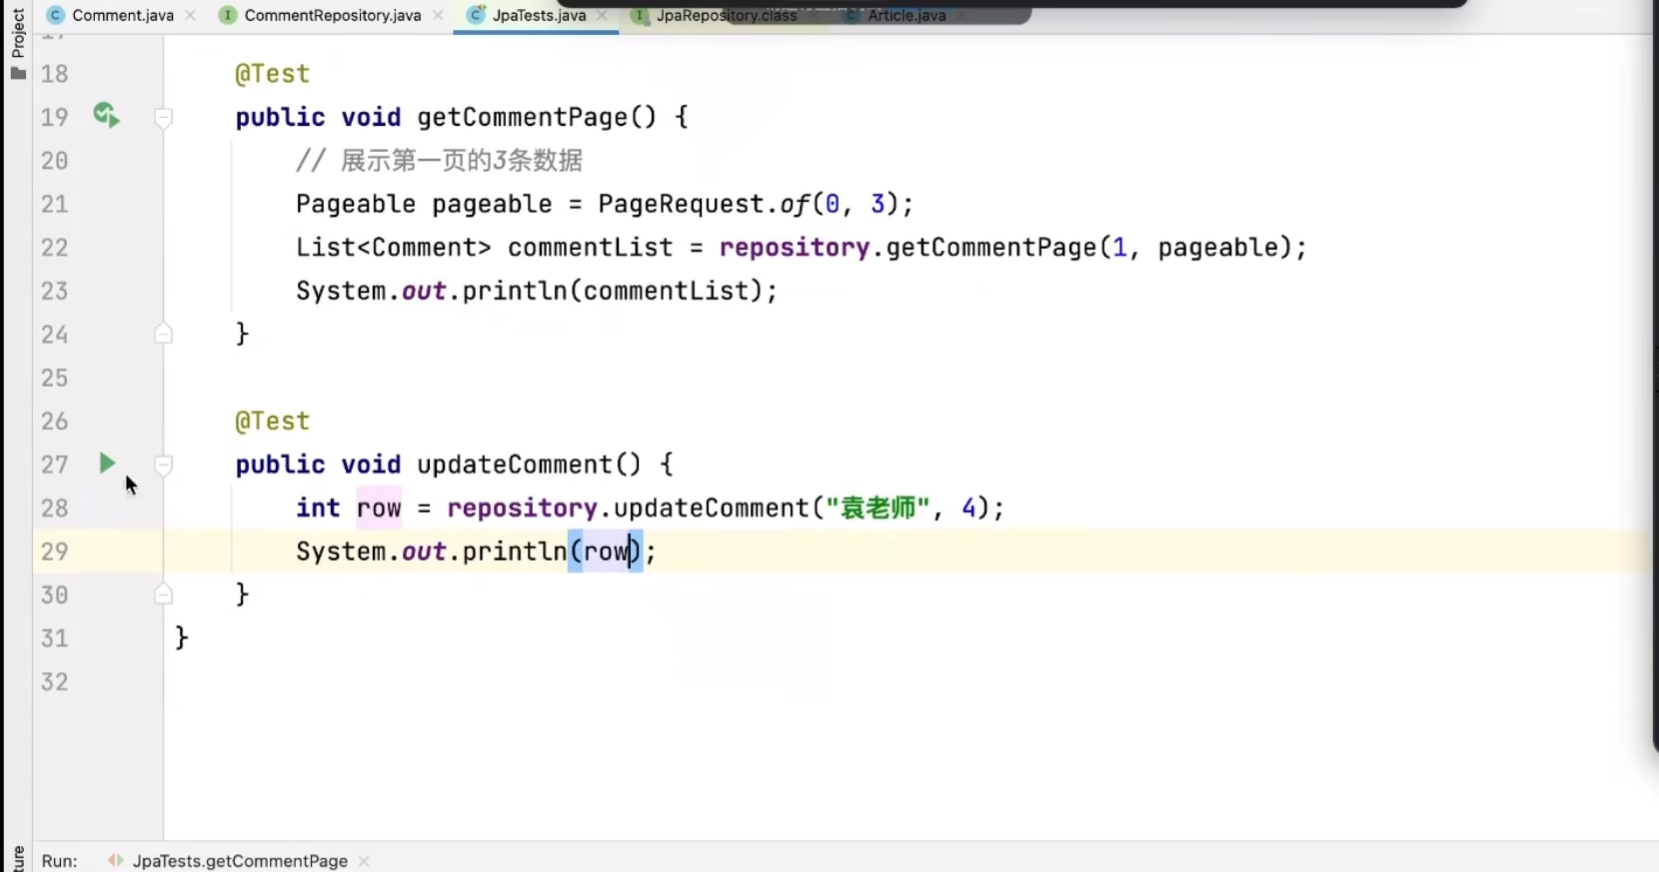 Project
Comment.java
CommentRepository.java
JpaTests.java
JpaRepository.class
Article.java
18 @Test
19 public void getCommentPage() {
20 // 展示第一页的3条数据
21 Pageable pageable = PageRequest.of(0, 3);
22 List<Comment> commentList = repository.getCommentPage(1, pageable);
23 System.out.println(commentList);
24 }
25
26 @Test
27 public void updateComment() {
28 int row = repository.updateComment("袁老师", 4);
29 System.out.println(row);
30 }
31 }
32
ture
Run: JpaTests.getCommentPage